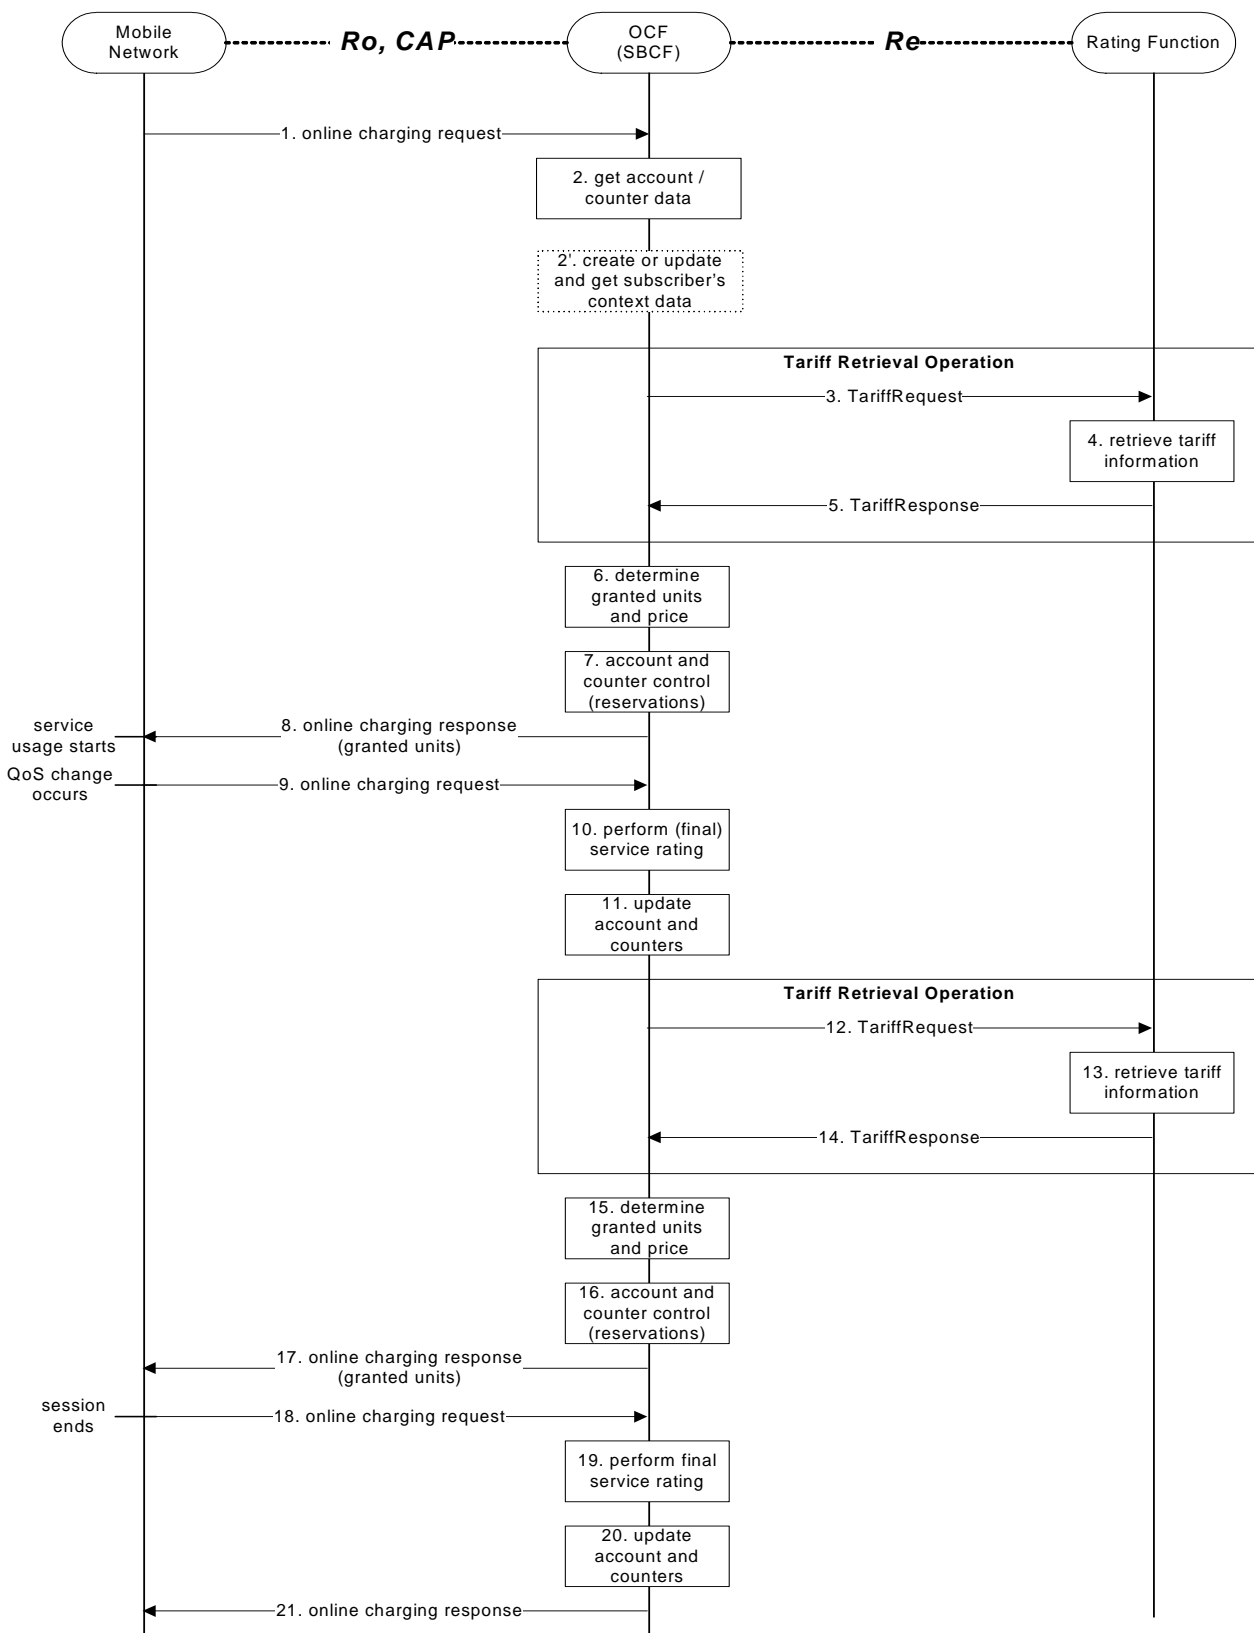 Mobile
Network
Ro, CAP
OCF
(SBCF)
Re
Rating Function
1. online charging request
2. get account /
counter data
2'. create or update
and get subscriber's
context data
Tariff Retrieval Operation
3. TariffRequest
4. retrieve tariff
information
5. TariffResponse
6. determine
granted units
and price
7. account and
counter control
(reservations)
service
usage starts
8. online charging response
(granted units)
QoS change
occurs
9. online charging request
10. perform (final)
service rating
11. update
account and
counters
Tariff Retrieval Operation
12. TariffRequest
13. retrieve tariff
information
14. TariffResponse
15. determine
granted units
and price
16. account and
counter control
(reservations)
17. online charging response
(granted units)
session
ends
18. online charging request
19. perform final
service rating
20. update
account and
counters
21. online charging response